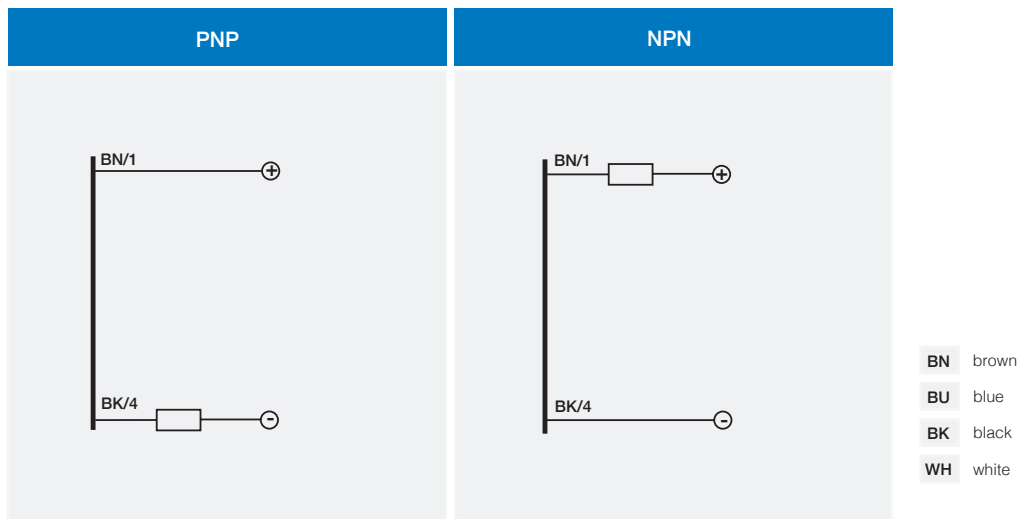 PNP
NPN
BN/1
+
BK/4
-
BN/1
+
BK/4
-
BN brown
BU blue
BK black
WH white